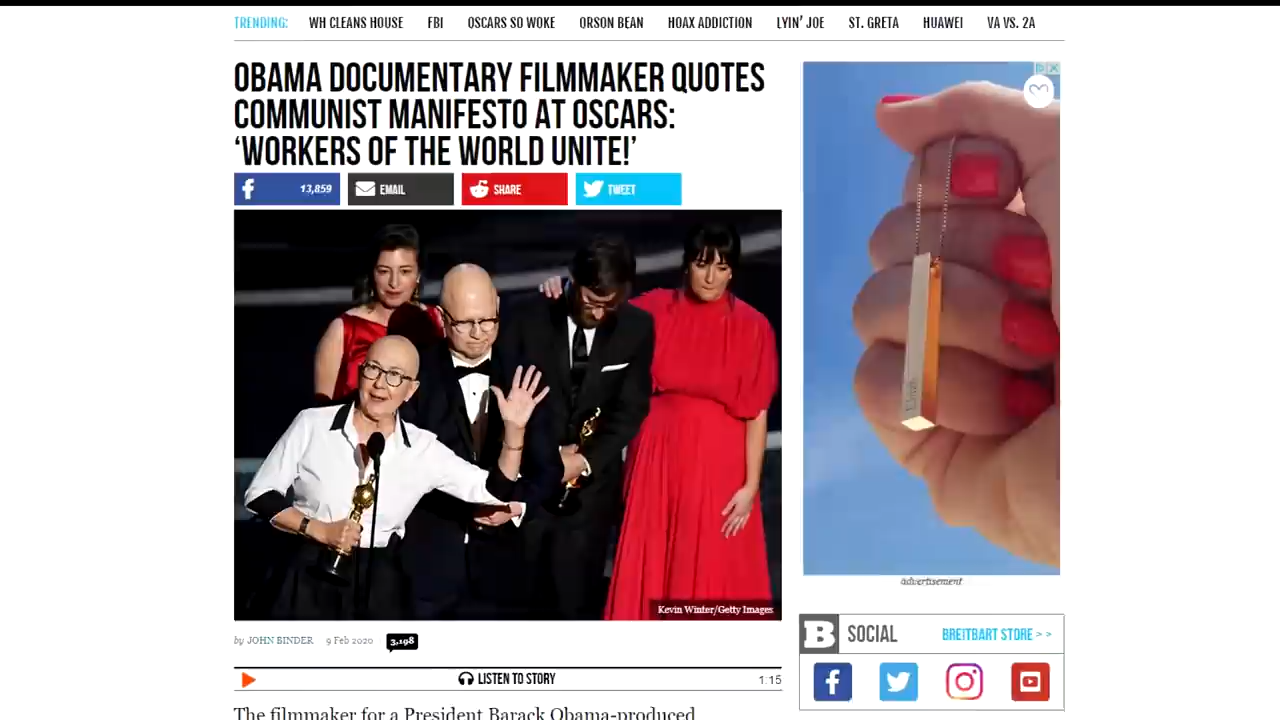 TRENDING: WH CLEANS HOUSE FBI OSCARS SO WOKE ORSON BEAN HOAX ADDICTION LYIN' JOE ST. GRETA HUAWEI VA VS. 2A
OBAMA DOCUMENTARY FILMMAKER QUOTES
COMMUNIST MANIFESTO AT OSCARS:
‘WORKERS OF THE WORLD UNITE!’
13,859 EMAIL SHARE TWEET
Kevin Winter/Getty Images
by JOHN BINDER 9 Feb 2020 3,198
LISTEN TO STORY 1:15
The filmmaker for a President Barack Obama-produced
advertisement
B SOCIAL BREITBART STORE > >